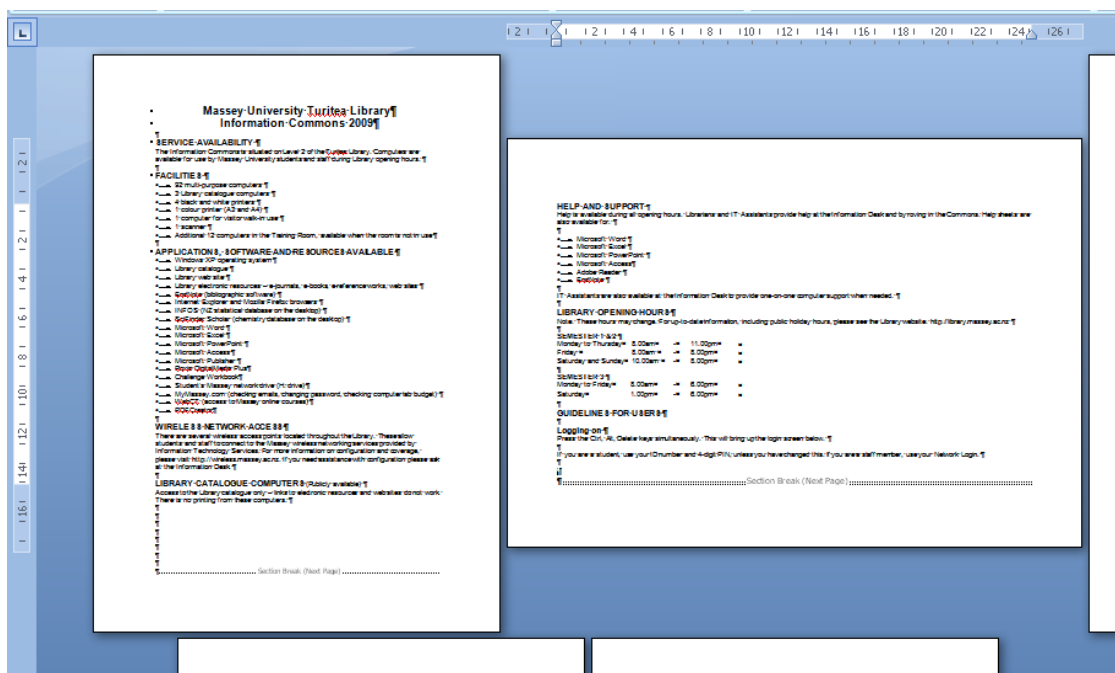 Massey University Turitea Library
Information Commons 2009
SERVICE AVAILABILITY
The Information Commons is situated on Level 2 of the Turitea Library. Computers are
available for use by Massey University students and staff during Library opening hours.
FACILITIES
92 multi-purpose computers
3 Library catalogue computers
4 black and white printers
1 colour printer (A3 and A4)
1 computer for visitor walk-in use
1 scanner
Additional 12 computers in the Training Room, available when the room is not in use
APPLICATIONS, SOFTWARE AND RESOURCES AVAILABLE
Windows XP operating system
Library catalogue
Library web site
Library electronic resources – e-journals, e-books, e-reference works, web sites
EndNote (bibliographic software)
Internet Explorer and Mozilla Firefox browsers
INFOS (NZ statistical database on the desktop)
SciFinder Scholar (chemistry database on the desktop)
Microsoft Word
Microsoft Excel
Microsoft PowerPoint
Microsoft Access
Microsoft Publisher
Roxio DigitalMedia Plus
Challenge Workbook
Student's Massey network drive (H: drive)
MyMassey.com (checking emails, changing password, checking computer lab budget)
WebCT (access to Massey online courses)
PDFCreator
WIRELESS NETWORK ACCESS
There are several wireless access points located throughout the Library. These allow
students and staff to connect to the Massey wireless networking services provided by
Information Technology Services. For more information on configuration and coverage,
please visit http://wireless.massey.ac.nz. If you need assistance with configuration please ask
at the Information Desk.
LIBRARY CATALOGUE COMPUTERS (Publicly available)
Access to the Library catalogue only – links to electronic resources and websites do not work.
There is no printing from these computers.
Section Break (Next Page)
HELP AND SUPPORT
Help is available during all opening hours. Librarians and IT Assistants provide help at the Information Desk and by roving in the Commons. Help sheets are
also available for:
Microsoft Word
Microsoft Excel
Microsoft PowerPoint
Microsoft Access
Adobe Reader
EndNote
IT Assistants are also available at the Information Desk to provide one-on-one computer support when needed.
LIBRARY OPENING HOURS
Note: These hours may change. For up-to-date information, including public holiday hours, please see the Library website: http://library.massey.ac.nz
SEMESTER 1 & 2
Monday to Thursday 8.00am - 11.00pm
Friday 8.00am - 8.00pm
Saturday and Sunday 10.00am - 8.00pm
SEMESTER 3
Monday to Friday 8.00am - 6.00pm
Saturday 1.00pm - 5.00pm
GUIDELINES FOR USERS
Logging on
Press the Ctrl, Alt, Delete keys simultaneously. This will bring up the login screen below.
If you are a student, use your ID number and 4-digit PIN, unless you have changed this. If you are a staff member, use your Network Login.
Section Break (Next Page)